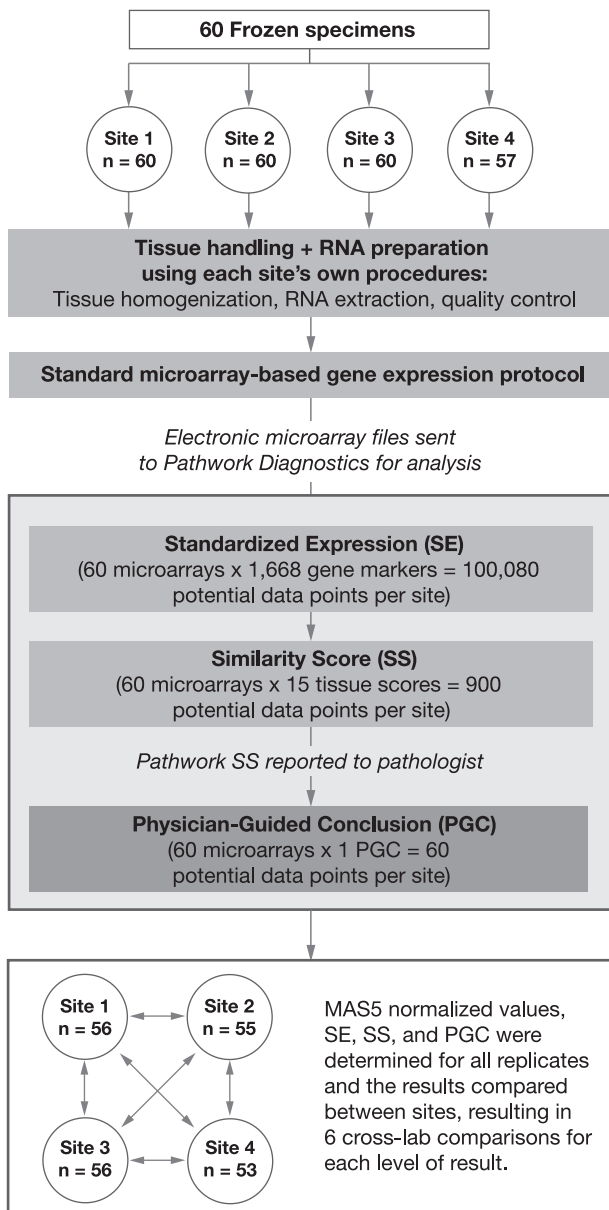 60 Frozen specimens
Site 1
n = 60
Site 2
n = 60
Site 3
n = 60
Site 4
n = 57
Tissue handling + RNA preparation
using each site’s own procedures:
Tissue homogenization, RNA extraction, quality control
Standard microarray-based gene expression protocol
Electronic microarray files sent
to Pathwork Diagnostics for analysis
Standardized Expression (SE)
(60 microarrays x 1,668 gene markers = 100,080
potential data points per site)
Similarity Score (SS)
(60 microarrays x 15 tissue scores = 900
potential data points per site)
Pathwork SS reported to pathologist
Physician-Guided Conclusion (PGC)
(60 microarrays x 1 PGC = 60
potential data points per site)
Site 1
n = 56
Site 2
n = 55
Site 3
n = 56
Site 4
n = 53
MAS5 normalized values,
SE, SS, and PGC were
determined for all replicates
and the results compared
between sites, resulting in
6 cross-lab comparisons for
each level of result.